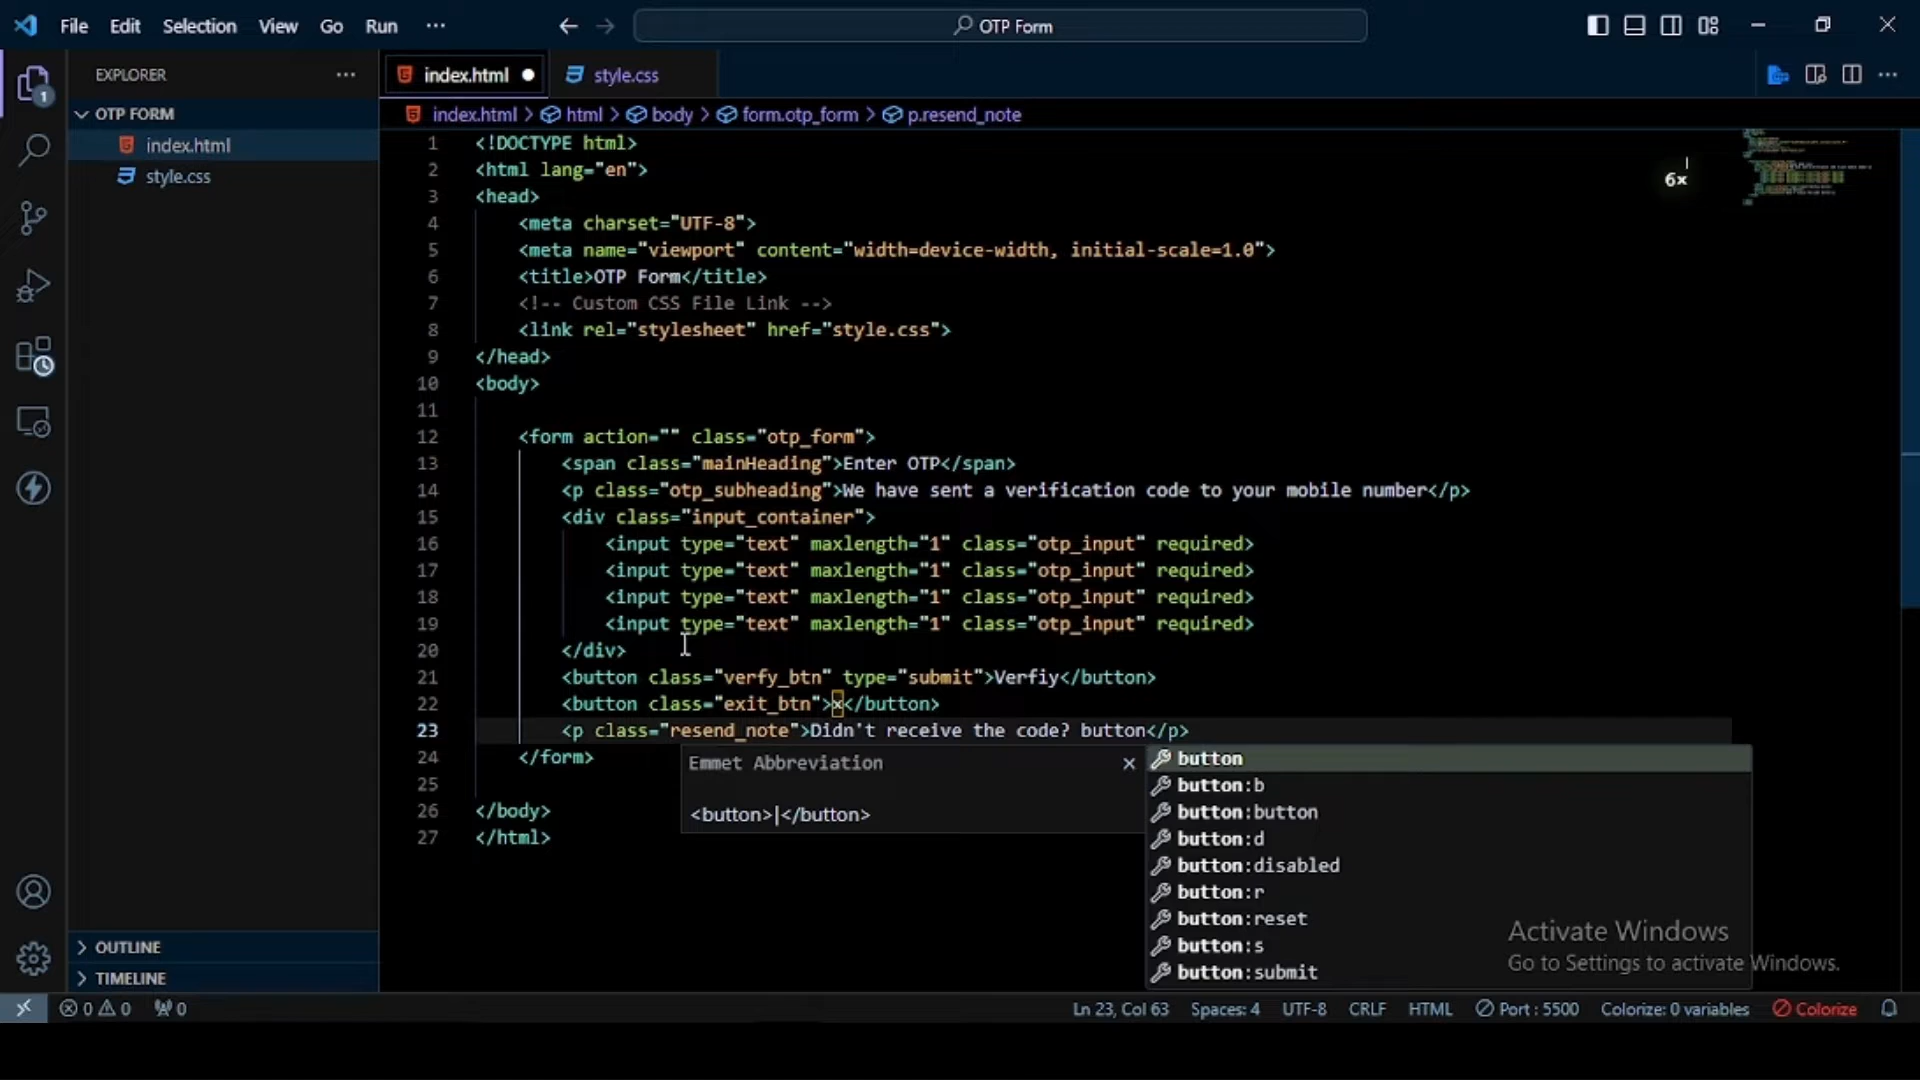 File Edit Selection View Go Run ··· OTP Form
EXPLORER ···
OTP FORM
index.html
style.css
OUTLINE
TIMELINE
1
index.html ● style.css
index.html > html > body > form.otp_form > p.resend_note
1 <!DOCTYPE html>
2 <html lang="en">
3 <head>
4 <meta charset="UTF-8">
5 <meta name="viewport" content="width=device-width, initial-scale=1.0">
6 <title>OTP Form</title>
7 <!-- Custom CSS File Link -->
8 <link rel="stylesheet" href="style.css">
9 </head>
10 <body>
11
12 <form action="" class="otp_form">
13 <span class="mainHeading">Enter OTP</span>
14 <p class="otp_subheading">We have sent a verification code to your mobile number</p>
15 <div class="input_container">
16 <input type="text" maxlength="1" class="otp_input" required>
17 <input type="text" maxlength="1" class="otp_input" required>
18 <input type="text" maxlength="1" class="otp_input" required>
19 <input type="text" maxlength="1" class="otp_input" required>
20 </div>
21 <button class="verfy_btn" type="submit">Verfiy</button>
22 <button class="exit_btn">×</button>
23 <p class="resend_note">Didn't receive the code? button</p>
24 </form>
25
26 </body>
27 </html>
6x
Emmet Abbreviation ×
<button>|</button>
button
button:b
button:button
button:d
button:disabled
button:r
button:reset
button:s
button:submit
Activate Windows
Go to Settings to activate Windows.
0 0 0 Ln 23, Col 63 Spaces: 4 UTF-8 CRLF HTML Port : 5500 Colorize: 0 variables Colorize